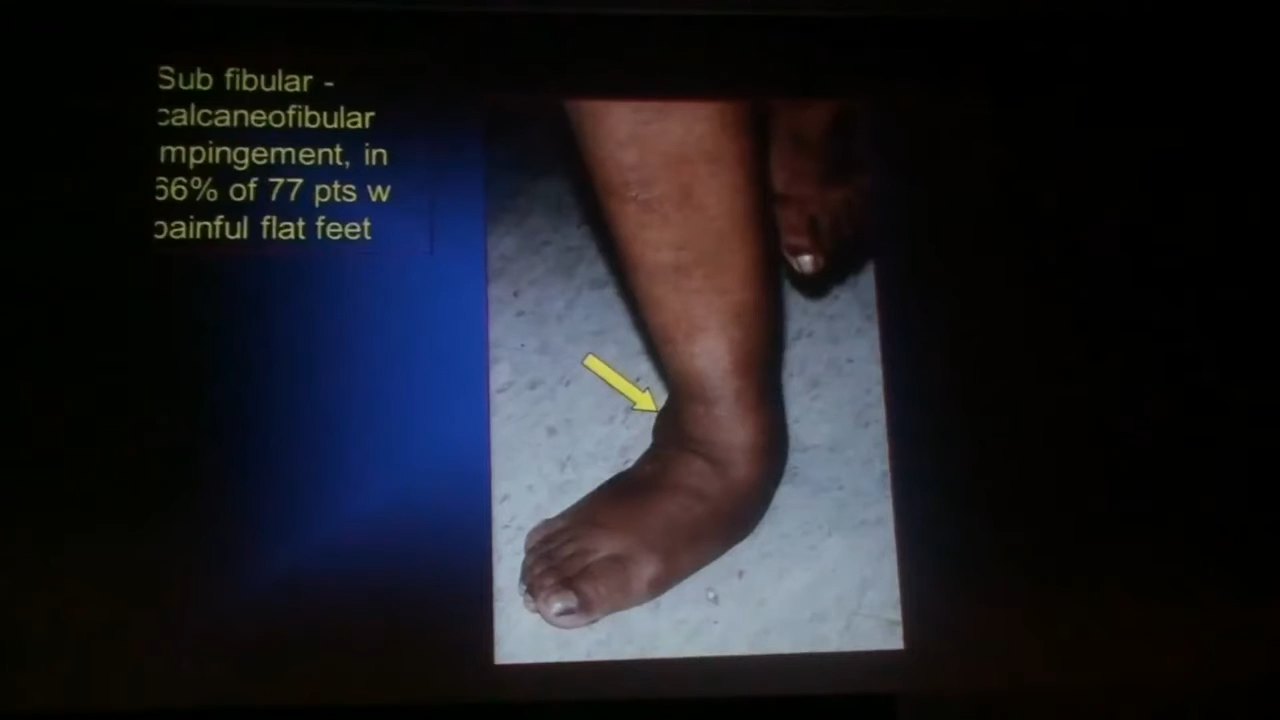 Sub fibular -
calcaneofibular
mpingement, in
66% of 77 pts w
painful flat feet